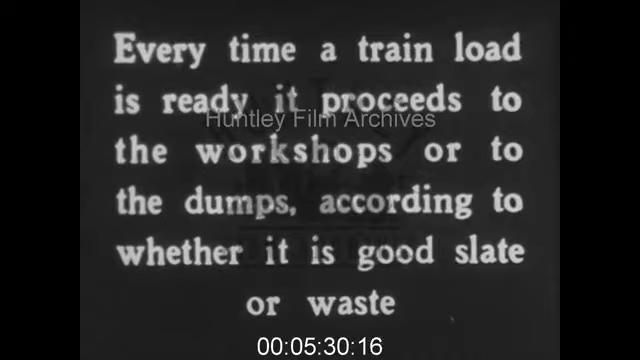 Every time a train load
is ready it proceeds to
Huntley Film Archives
the workshops or to
the dumps, according to
whether it is good slate
or waste
00:05:30:16